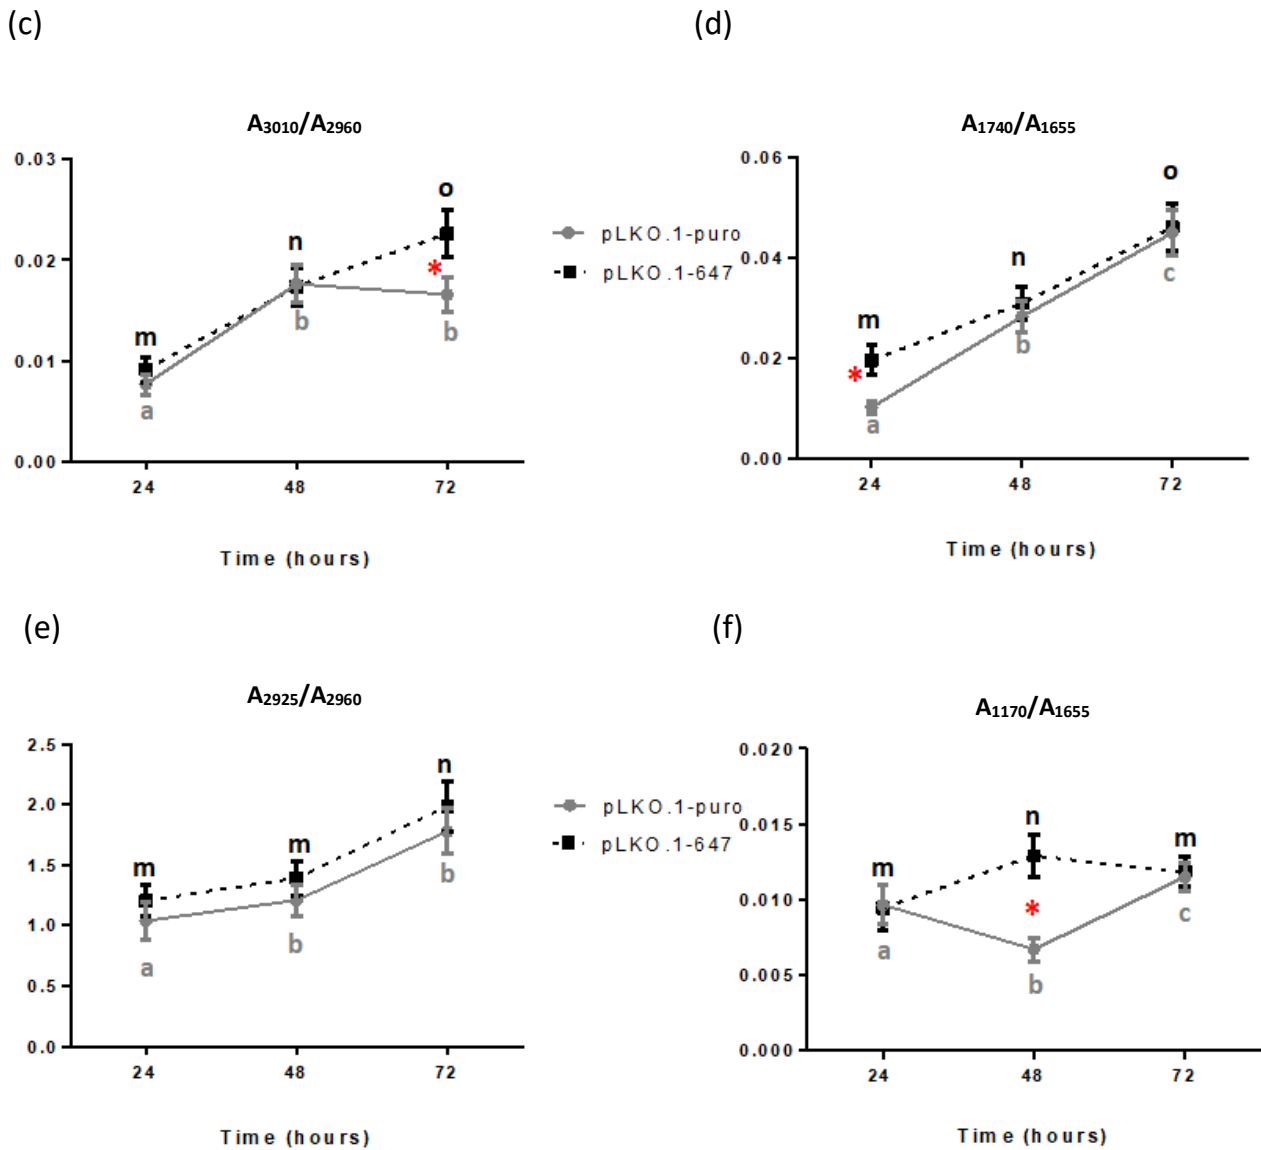 (c)
(d)
A3010/A2960
A1740/A1655
0.03
0.02
0.01
0.00
m
n
o
*
a
b
b
24
48
72
Time (hours)
pLKO.1-puro
pLKO.1-647
0.06
0.04
0.02
0.00
m
n
o
*
a
b
c
24
48
72
Time (hours)
(e)
(f)
A2925/A2960
A1170/A1655
2.5
2.0
1.5
1.0
0.5
0.0
m
m
n
a
b
b
24
48
72
Time (hours)
pLKO.1-puro
pLKO.1-647
0.020
0.015
0.010
0.005
0.000
m
n
m
*
a
b
c
24
48
72
Time (hours)